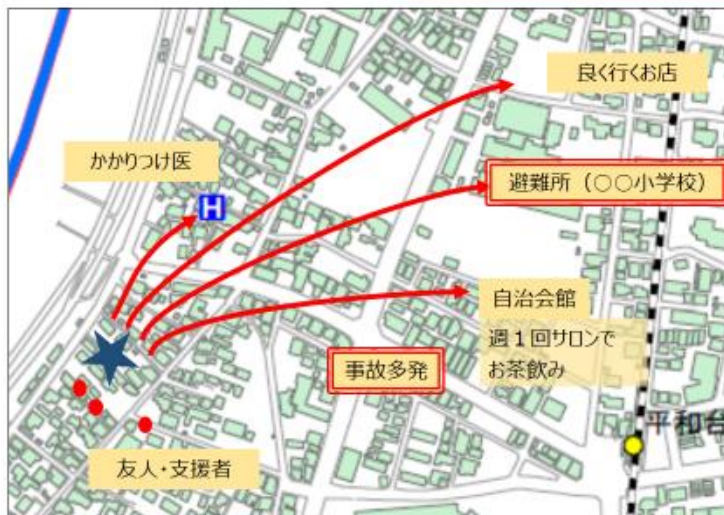 良く行くお店
かかりつけ医
避難所（○○小学校）
H
自治会館
週１回サロンで
お茶飲み
事故多発
平和台
友人・支援者